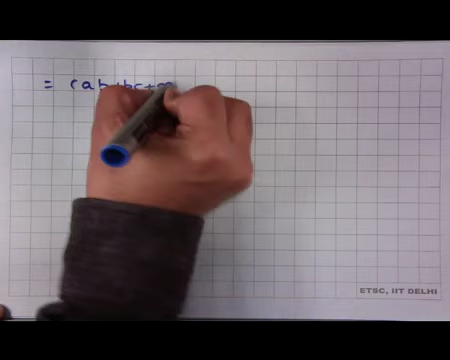 = (ab+bc+
ETSC, IIT DELHI